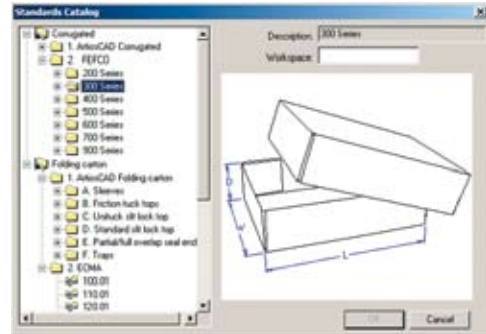 Standards Catalog
Corrugated
1. ArtiosCAD Corrugated
2 FEFCO
200 Series
300 Series
400 Series
500 Series
600 Series
700 Series
900 Series
Folding carton
1. ArtiosCAD Folding carton
A. Sleeves
B. Friction tuck tops
C. Unituck slit lock top
D. Standard slit lock top
E. Partial/full overlap seal end
F. Trays
2. ECMA
100.01
110.01
120.01
Description: 300 Series
Workspace:
D
W
L
OK
Cancel